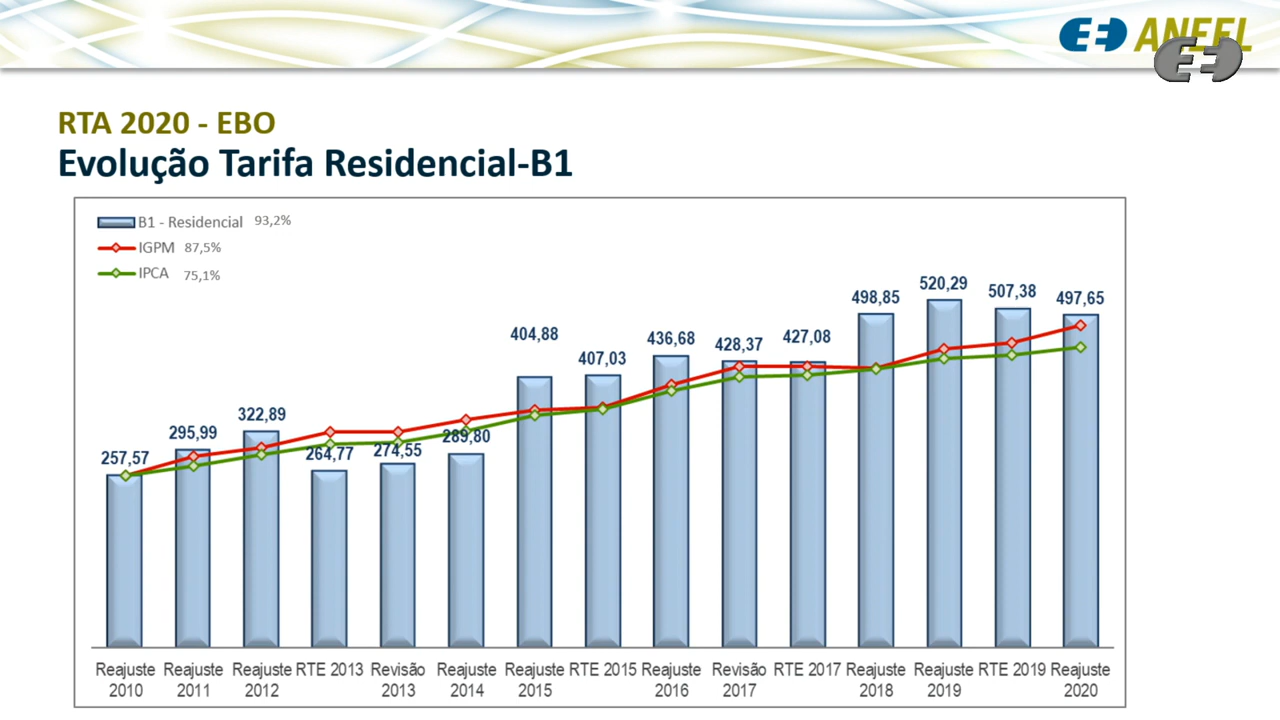 ANEEL
RTA 2020 - EBO
Evolução Tarifa Residencial-B1
B1 - Residencial 93,2%
IGPM 87,5%
IPCA 75,1%
257,57
295,99
322,89
264,77
274,55
289,80
404,88
407,03
436,68
428,37
427,08
498,85
520,29
507,38
497,65
Reajuste
2010
Reajuste
2011
Reajuste
2012
RTE 2013
Revisão
2013
Reajuste
2014
Reajuste
2015
RTE 2015
Reajuste
2016
Revisão
2017
RTE 2017
Reajuste
2018
Reajuste
2019
RTE 2019
Reajuste
2020